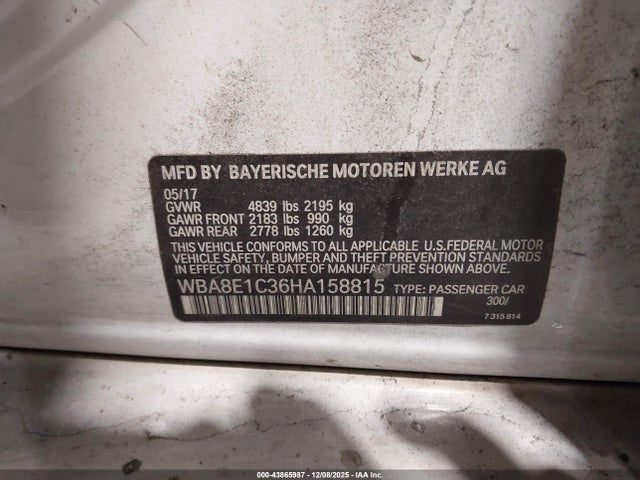 MFD BY BAYERISCHE MOTOREN WERKE AG
05/17
GVWR 4839 lbs 2195 kg
GAWR FRONT 2183 lbs 990 kg
GAWR REAR 2778 lbs 1260 kg
THIS VEHICLE CONFORMS TO ALL APPLICABLE U.S.FEDERAL MOTOR
VEHICLE SAFETY, BUMPER AND THEFT PREVENTION STANDARDS
IN EFFECT ON THE DATE OF MANUFACTURE SHOWN ABOVE.
WBA8E1C36HA158815 TYPE: PASSENGER CAR
300/
7 315 814
000-43865987 • 12/08/2025 • IAA Inc.